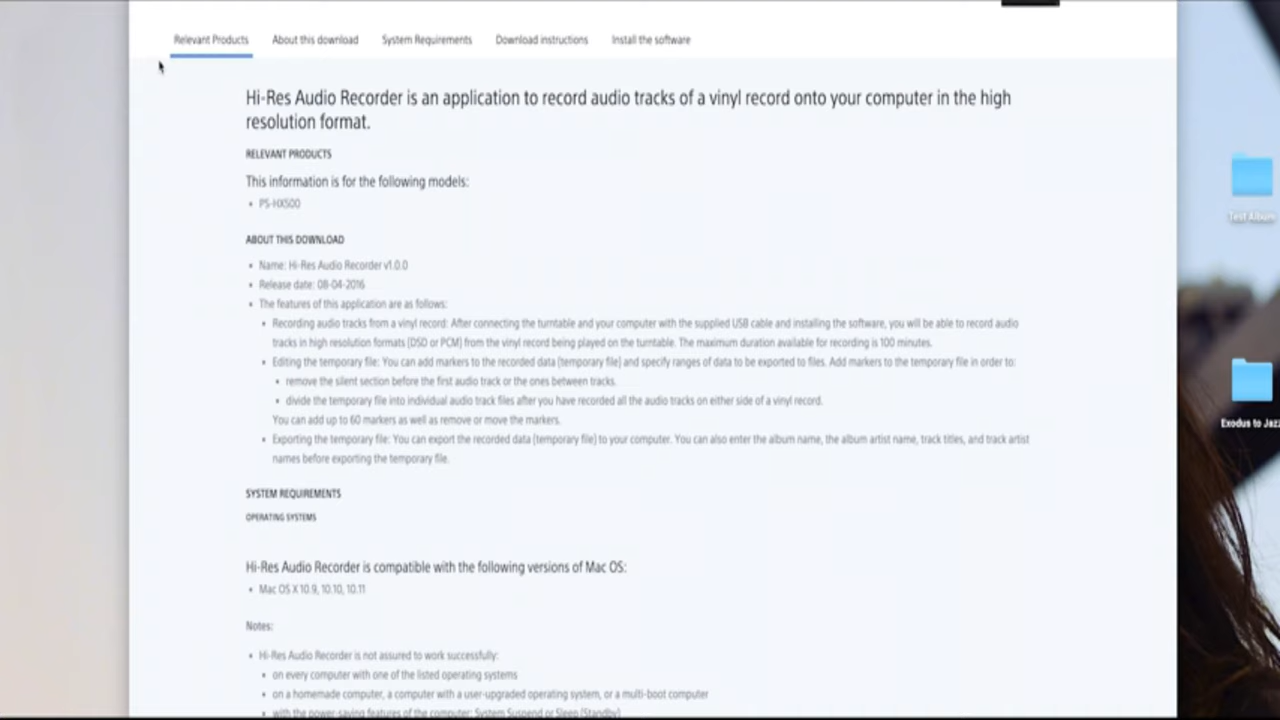 Relevant Products About this download System Requirements Download instructions Install the software
Hi-Res Audio Recorder is an application to record audio tracks of a vinyl record onto your computer in the high
resolution format.
RELEVANT PRODUCTS
This information is for the following models:
• PS-HX500
ABOUT THIS DOWNLOAD
• Name: Hi-Res Audio Recorder v1.0.0
• Release date: 08-04-2016
• The features of this application are as follows:
• Recording audio tracks from a vinyl record: After connecting the turntable and your computer with the supplied USB cable and installing the software, you will be able to record audio
tracks in high resolution formats (DSD or PCM) from the vinyl record being played on the turntable. The maximum duration available for recording is 100 minutes.
• Editing the temporary file: You can add markers to the recorded data (temporary file) and specify ranges of data to be exported to files. Add markers to the temporary file in order to:
• remove the silent section before the first audio track or the ones between tracks.
• divide the temporary file into individual audio track files after you have recorded all the audio tracks on either side of a vinyl record.
You can add up to 60 markers as well as remove or move the markers.
• Exporting the temporary file: You can export the recorded data (temporary file) to your computer. You can also enter the album name, the album artist name, track titles, and track artist
names before exporting the temporary file.
SYSTEM REQUIREMENTS
OPERATING SYSTEMS
Hi-Res Audio Recorder is compatible with the following versions of Mac OS:
• Mac OS X 10.9, 10.10, 10.11
Notes:
• Hi-Res Audio Recorder is not assured to work successfully:
• on every computer with one of the listed operating systems
• on a homemade computer, a computer with a user-upgraded operating system, or a multi-boot computer
• with the power-saving features of the computer: System Suspend or Sleep (Standby)
Test Album
Exodus to Jazz